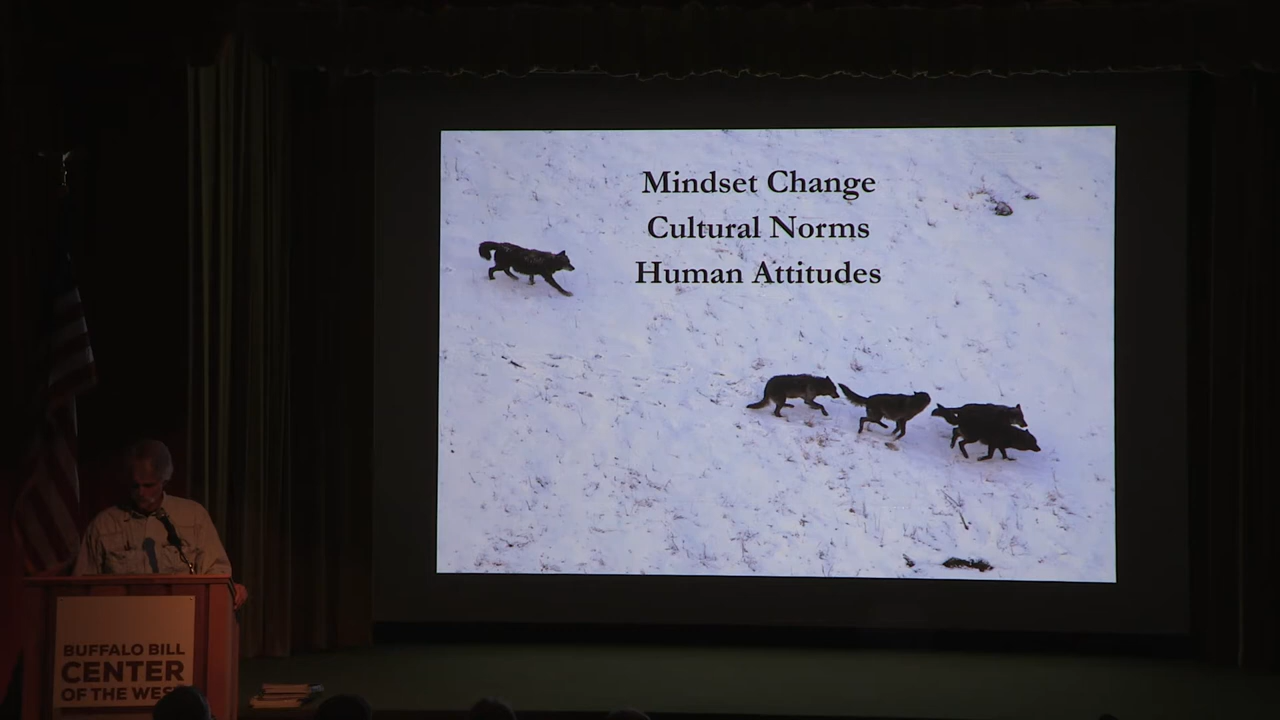 Mindset Change
Cultural Norms
Human Attitudes
BUFFALO BILL
CENTER
OF THE WEST